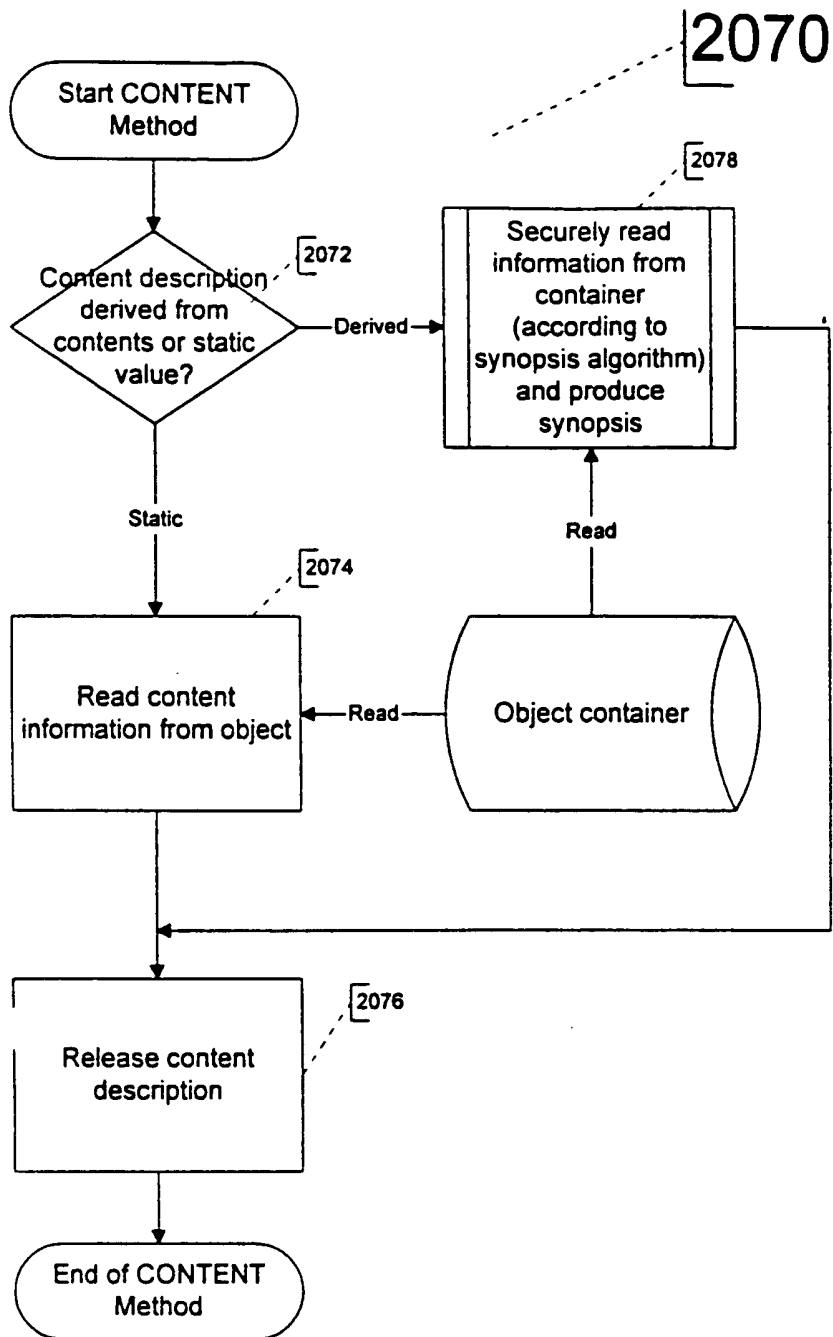 2070
Start CONTENT
Method
2078
2072
Content description
derived from
contents or static
value?
Derived
Securely read
information from
container
(according to
synopsis algorithm)
and produce
synopsis
Static
Read
2074
Read content
information from object
Read
Object container
2076
Release content
description
End of CONTENT
Method